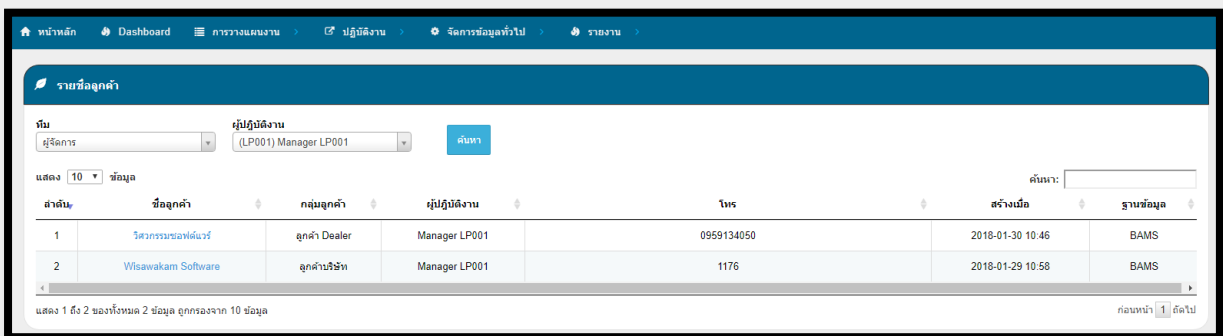 หน้าหลัก Dashboard การวางแผนงาน ปฏิบัติงาน จัดการข้อมูลทั่วไป รายงาน
รายชื่อลูกค้า
ทีม ผู้ปฏิบัติงาน
ผู้จัดการ (LP001) Manager LP001 ค้นหา
แสดง 10 ข้อมูล ค้นหา:
ลำดับ ชื่อลูกค้า กลุ่มลูกค้า ผู้ปฏิบัติงาน โทร สร้างเมื่อ ฐานข้อมูล
1 วิศวกรรมซอฟต์แวร์ ลูกค้า Dealer Manager LP001 0959134050 2018-01-30 10:46 BAMS
2 Wisawakam Software ลูกค้าบริษัท Manager LP001 1176 2018-01-29 10:58 BAMS
แสดง 1 ถึง 2 ของทั้งหมด 2 ข้อมูล ถูกกรองจาก 10 ข้อมูล ก่อนหน้า 1 ถัดไป